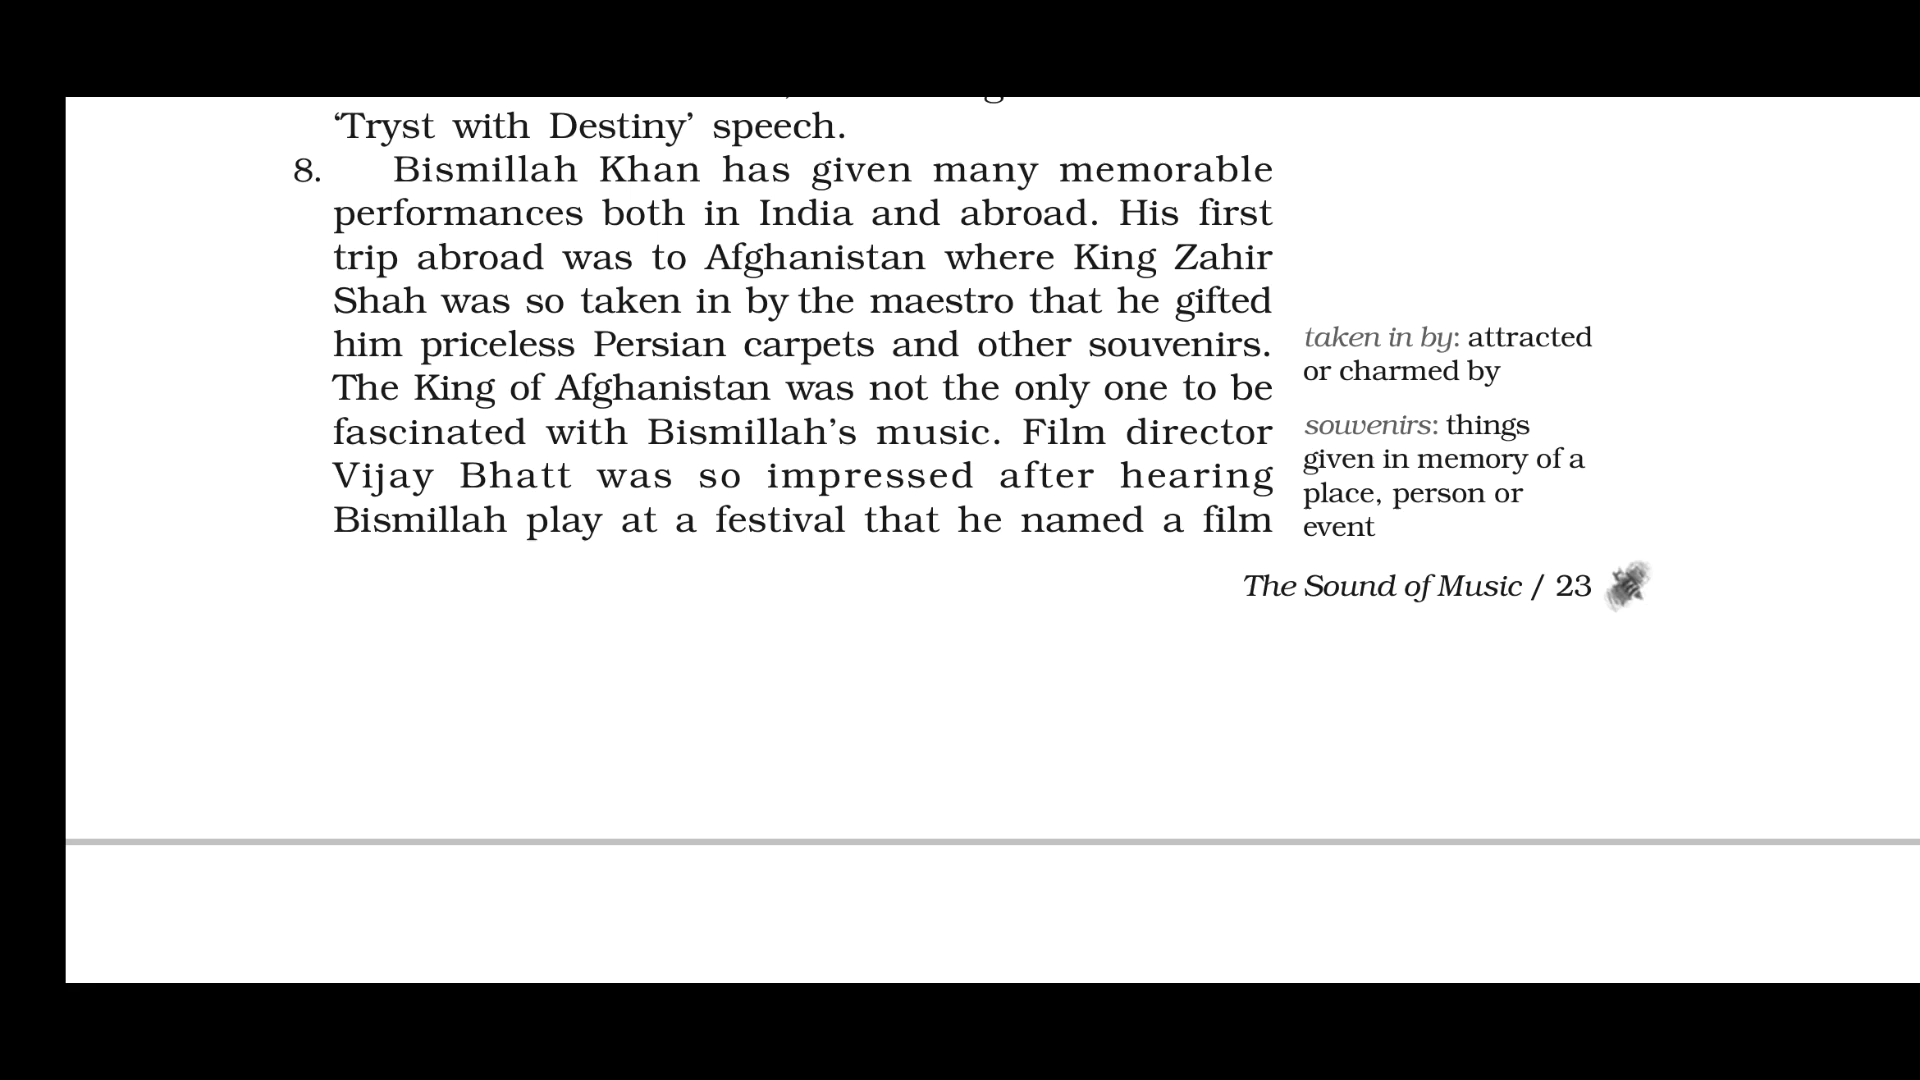 ‘Tryst with Destiny’ speech.
8. Bismillah Khan has given many memorable
performances both in India and abroad. His first
trip abroad was to Afghanistan where King Zahir
Shah was so taken in by the maestro that he gifted
him priceless Persian carpets and other souvenirs.
The King of Afghanistan was not the only one to be
fascinated with Bismillah’s music. Film director
Vijay Bhatt was so impressed after hearing
Bismillah play at a festival that he named a film
taken in by: attracted
or charmed by
souvenirs: things
given in memory of a
place, person or
event
The Sound of Music / 23